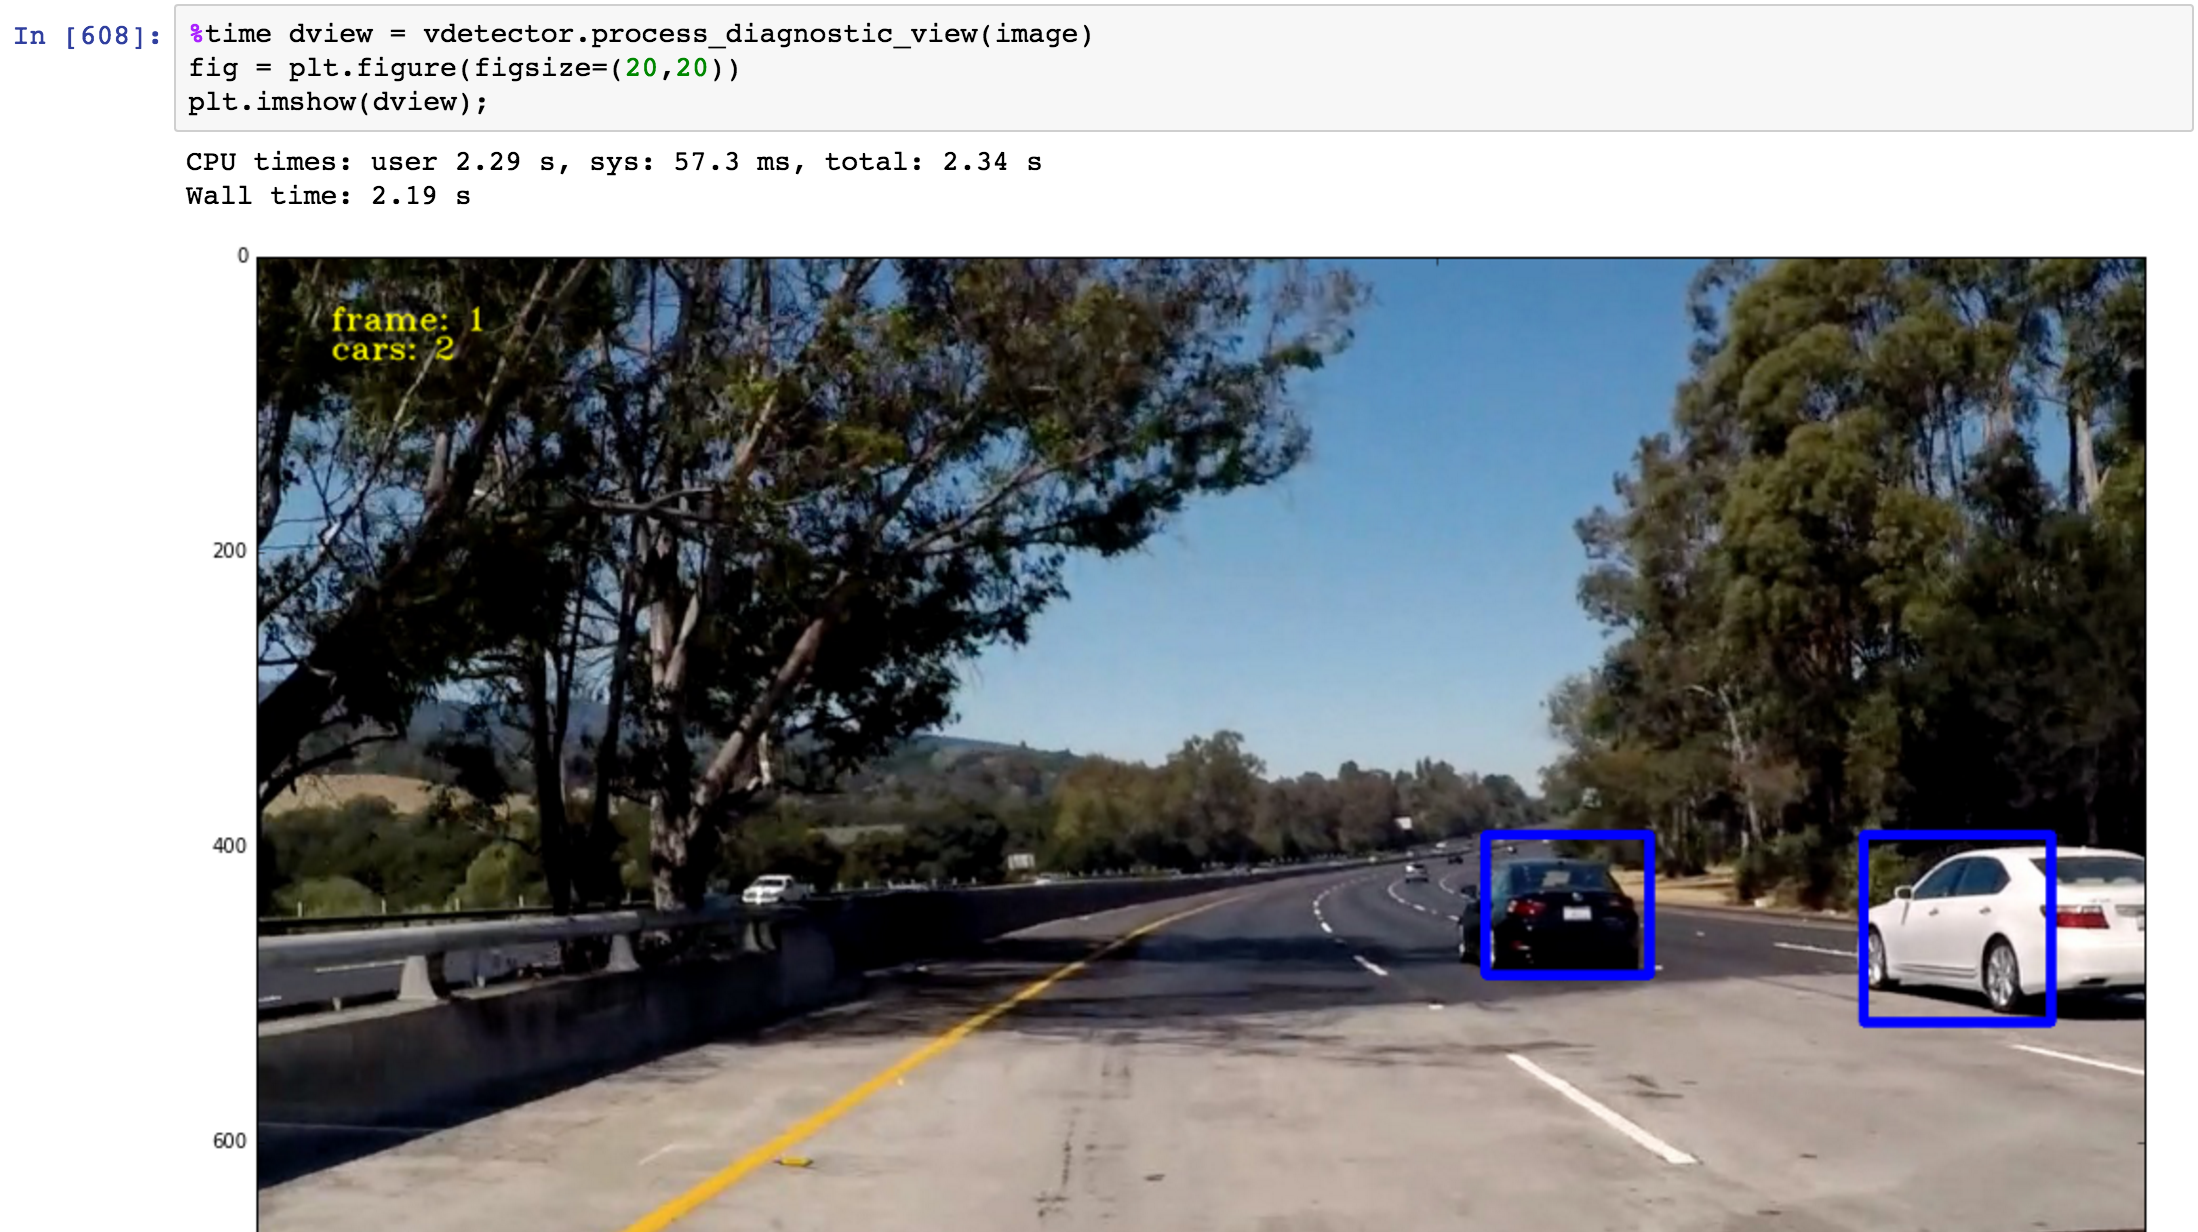 In [608]: %time dview = vdetector.process_diagnostic_view(image)
fig = plt.figure(figsize=(20,20))
plt.imshow(dview);
CPU times: user 2.29 s, sys: 57.3 ms, total: 2.34 s
Wall time: 2.19 s
0
frame: 1
cars: 2
200
400
600